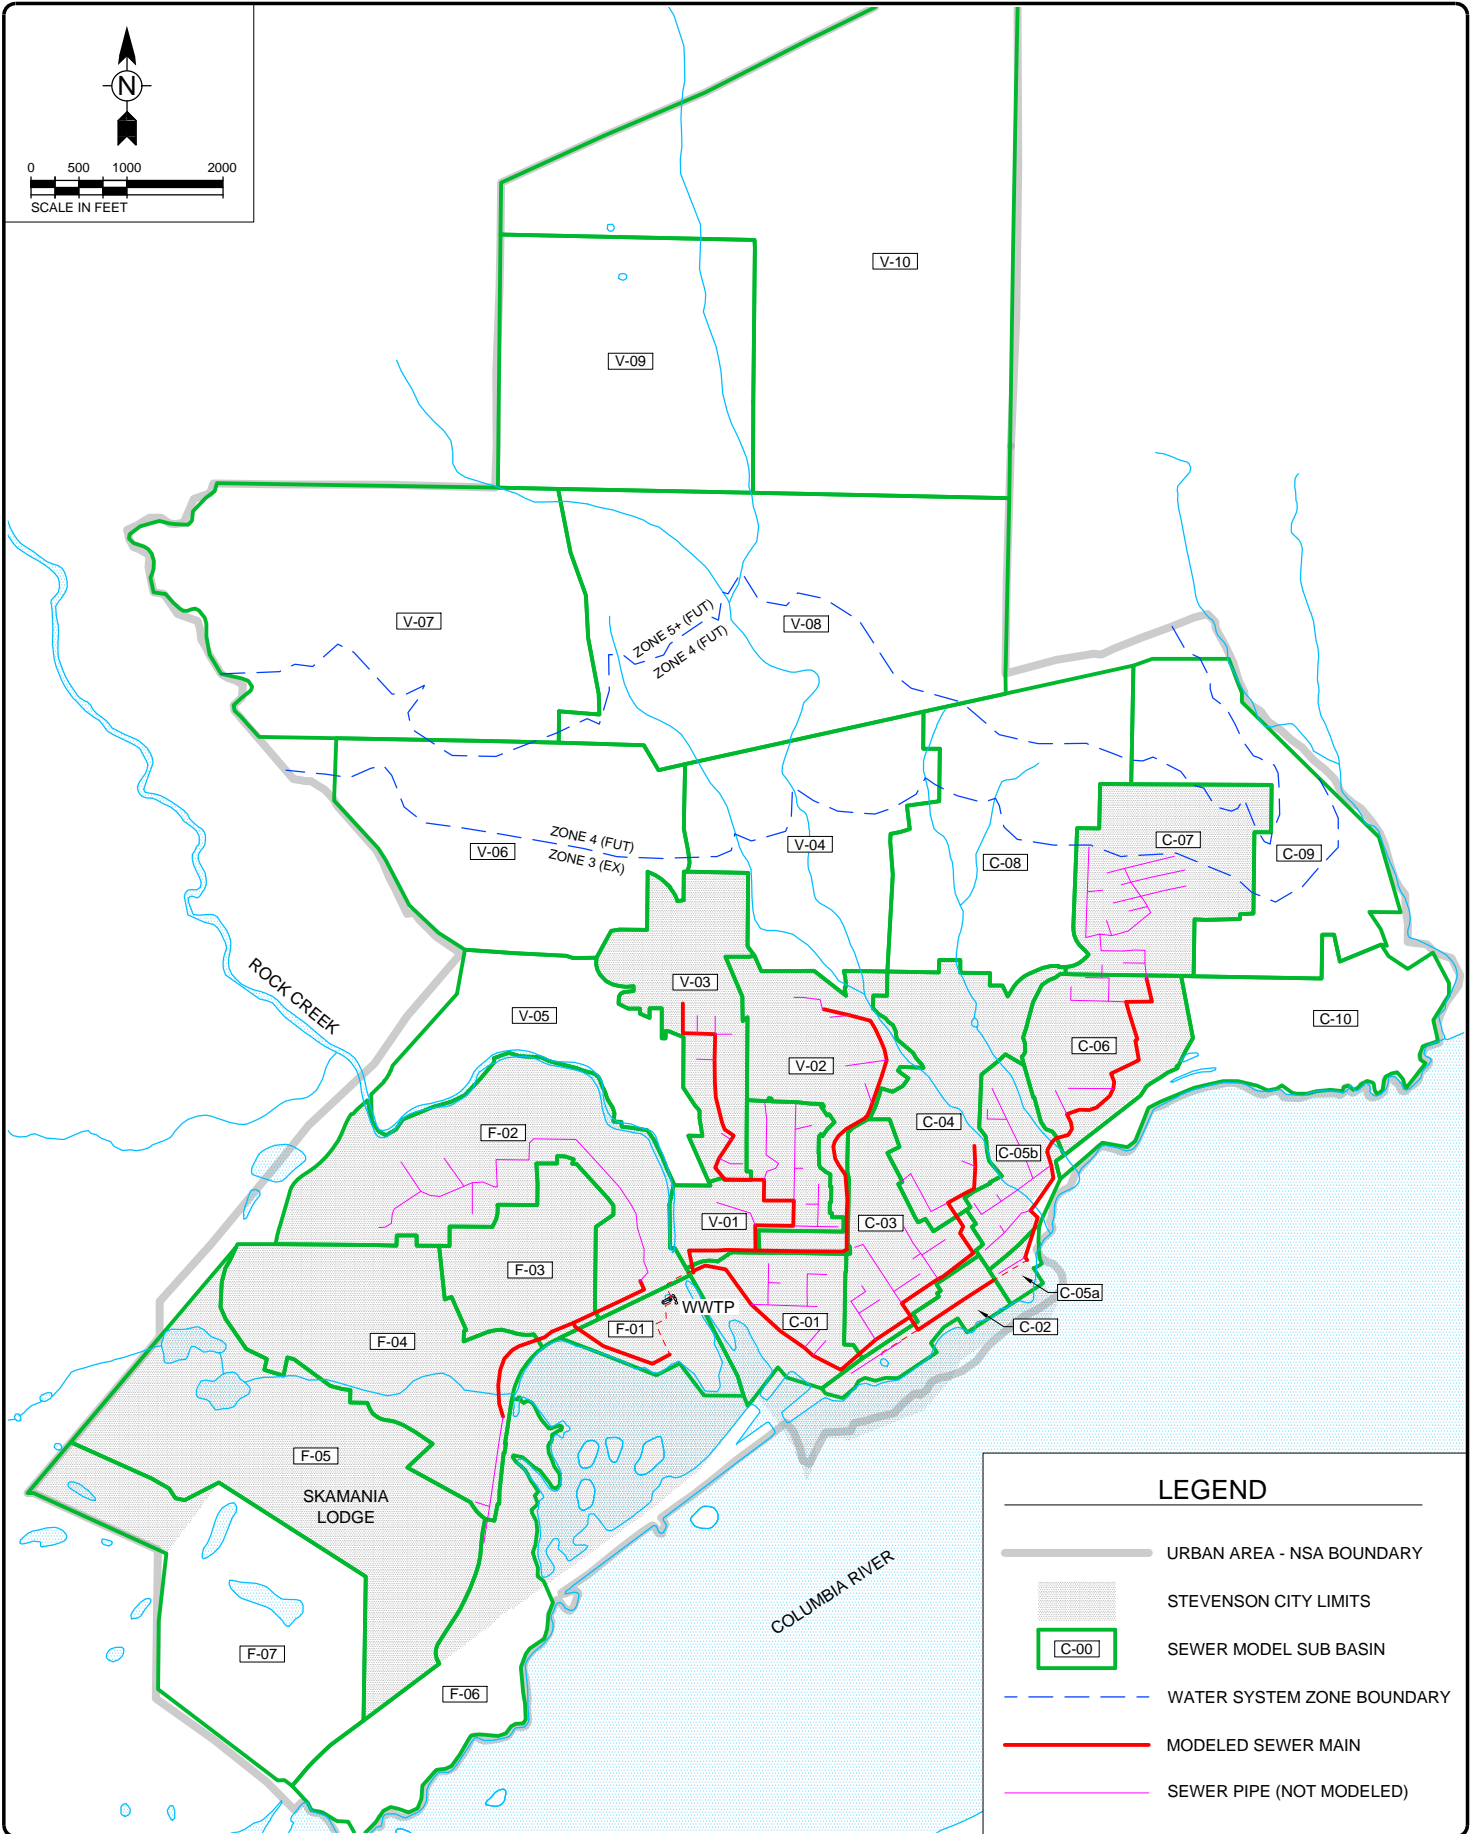 N
0 500 1000 2000
SCALE IN FEET
V-10
V-09
V-07
ZONE 5+ (FUT)
ZONE 4 (FUT)
V-08
ZONE 4 (FUT)
ZONE 3 (EX)
V-06
V-04
C-08
C-07
C-09
ROCK CREEK
V-03
V-05
C-10
V-02
C-06
F-02
C-04
C-05b
V-01
C-03
F-03
WWTP
F-01
C-01
C-05a
C-02
F-04
F-05
SKAMANIA
LODGE
F-07
F-06
COLUMBIA RIVER
LEGEND
URBAN AREA - NSA BOUNDARY
STEVENSON CITY LIMITS
C-00 SEWER MODEL SUB BASIN
WATER SYSTEM ZONE BOUNDARY
MODELED SEWER MAIN
SEWER PIPE (NOT MODELED)